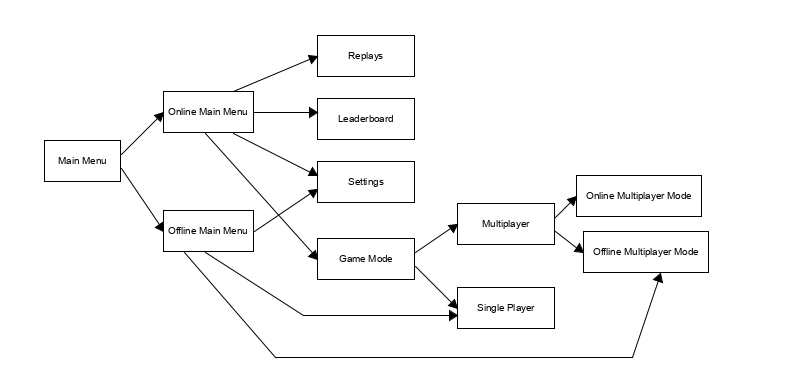 Replays
Online Main Menu
Leaderboard
Main Menu
Settings
Online Multiplayer Mode
Multiplayer
Offline Main Menu
Offline Multiplayer Mode
Game Mode
Single Player